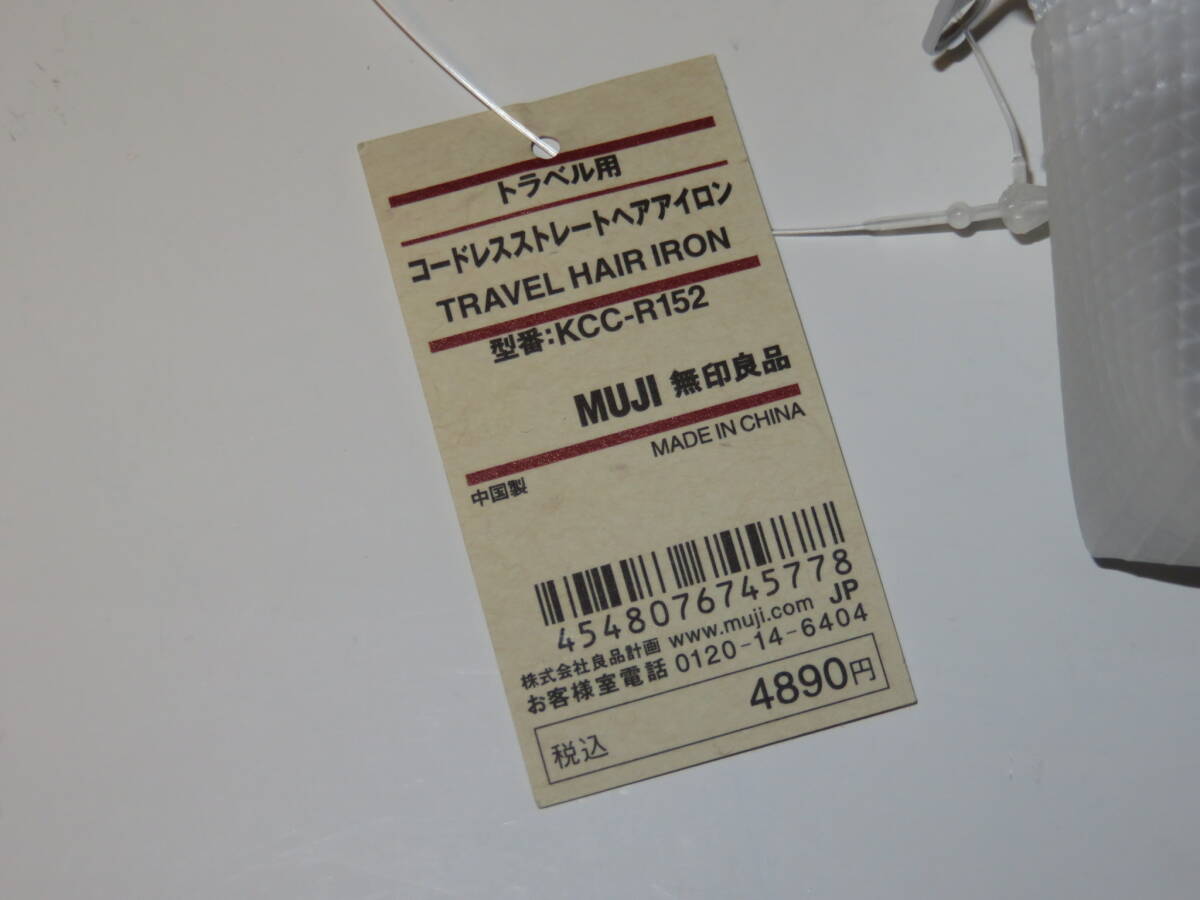 トラベル用
コードレスストレートヘアアイロン
TRAVEL HAIR IRON
型番:KCC-R152
MUJI 無印良品
MADE IN CHINA
中国製
4548076745778
株式会社良品計画 www.muji.com JP
お客様室電話 0120-14-6404
税込 4890円